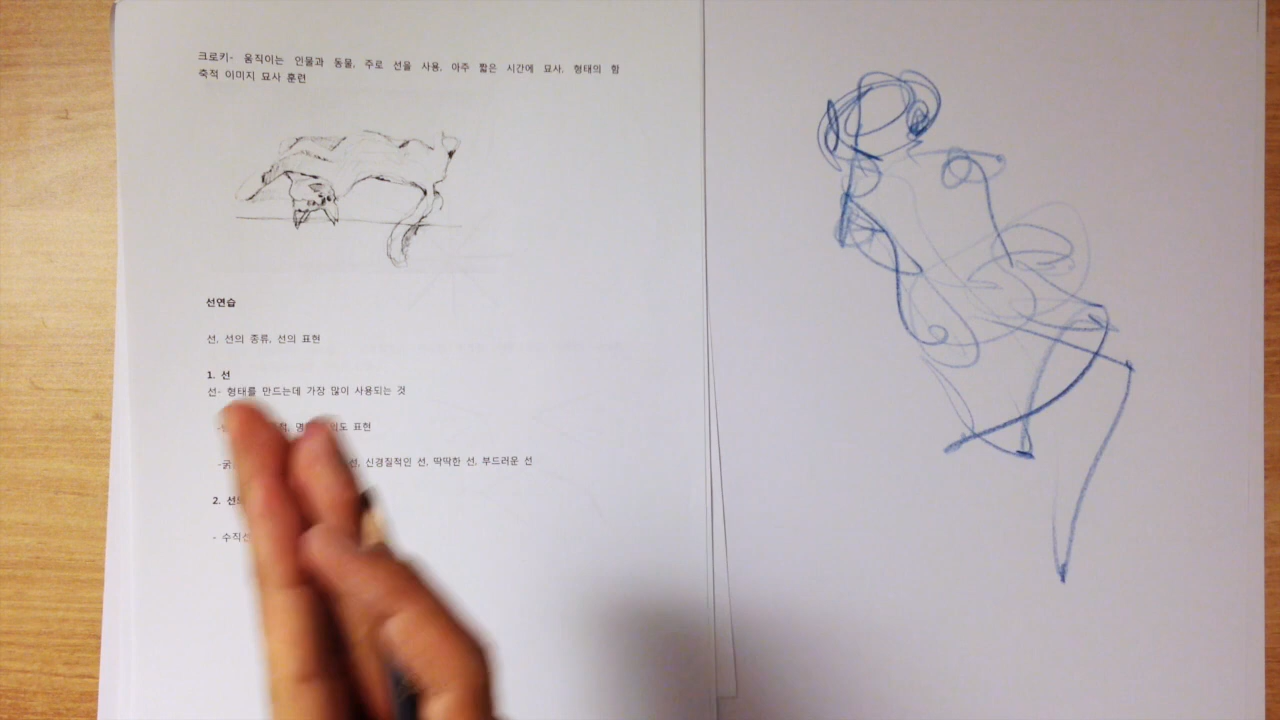 크로키- 움직이는 인물과 동물, 주로 선을 사용, 아주 짧은 시간에 묘사, 형태의 함
축적 이미지 묘사 훈련
선연습
선, 선의 종류, 선의 표현
1. 선
선- 형태를 만드는데 가장 많이 사용되는 것
표현
선, 신경질적인 선, 딱딱한 선, 부드러운 선
2.
- 수직선